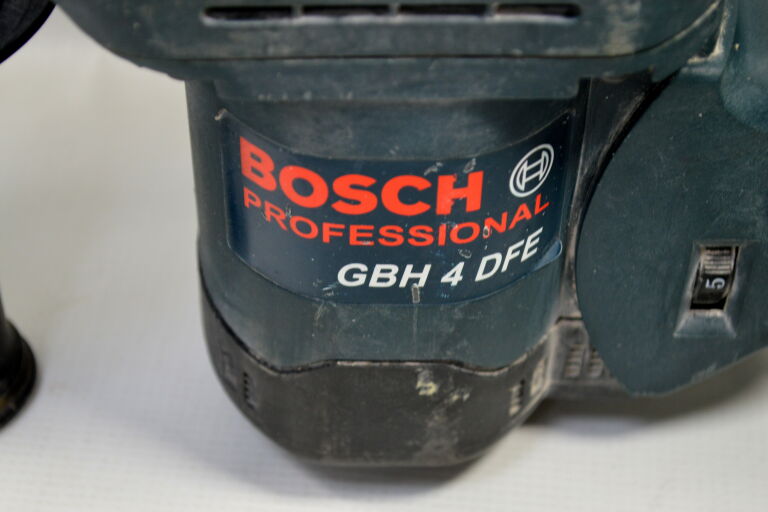 BOSCH
PROFESSIONAL
GBH 4 DFE
5